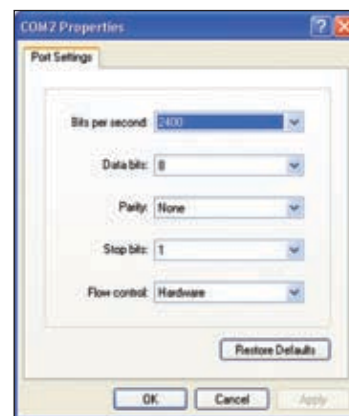 COM2 Properties
Port Settings
Bits per second: 2400
Data bits: 8
Parity: None
Stop bits: 1
Flow control: Hardware
Restore Defaults
OK Cancel Apply